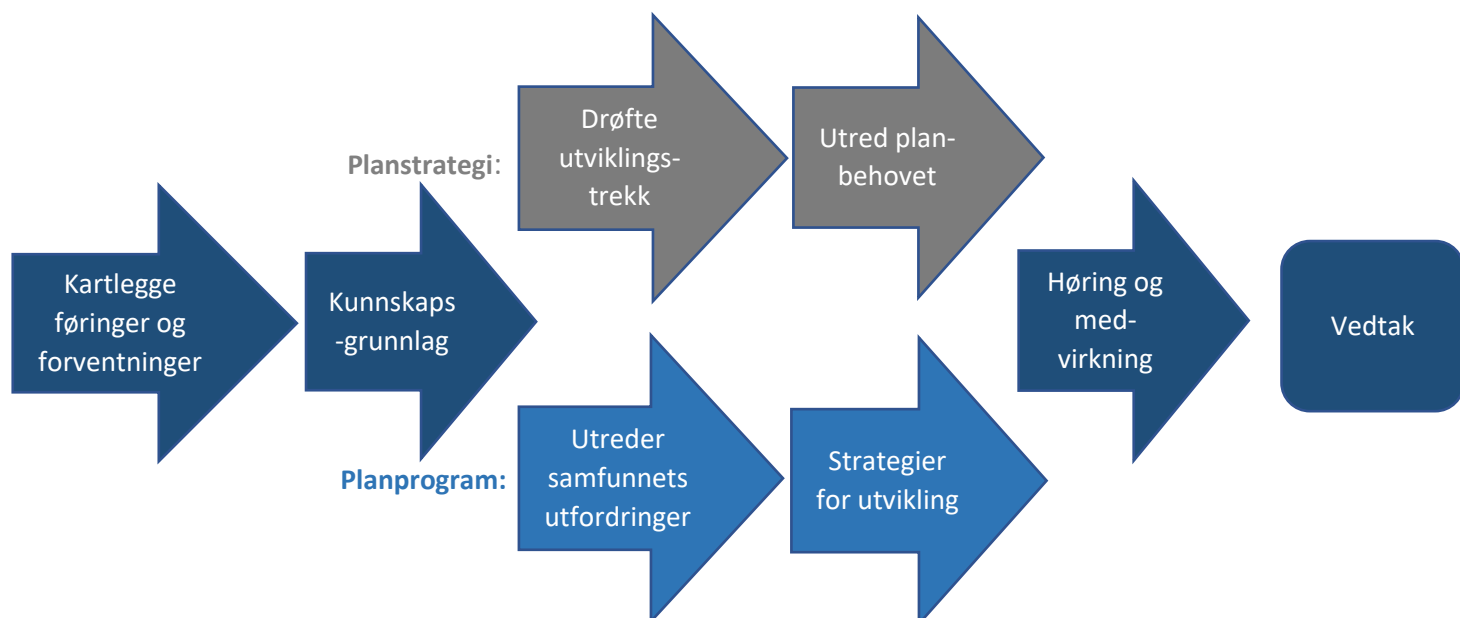 Kartlegge
føringer og
forventninger
Kunnskaps
-grunnlag
Planstrategi:
Drøfte
utviklings-
trekk
Utred plan-
behovet
Planprogram:
Utreder
samfunnets
utfordringer
Strategier
for utvikling
Høring og
med-
virkning
Vedtak